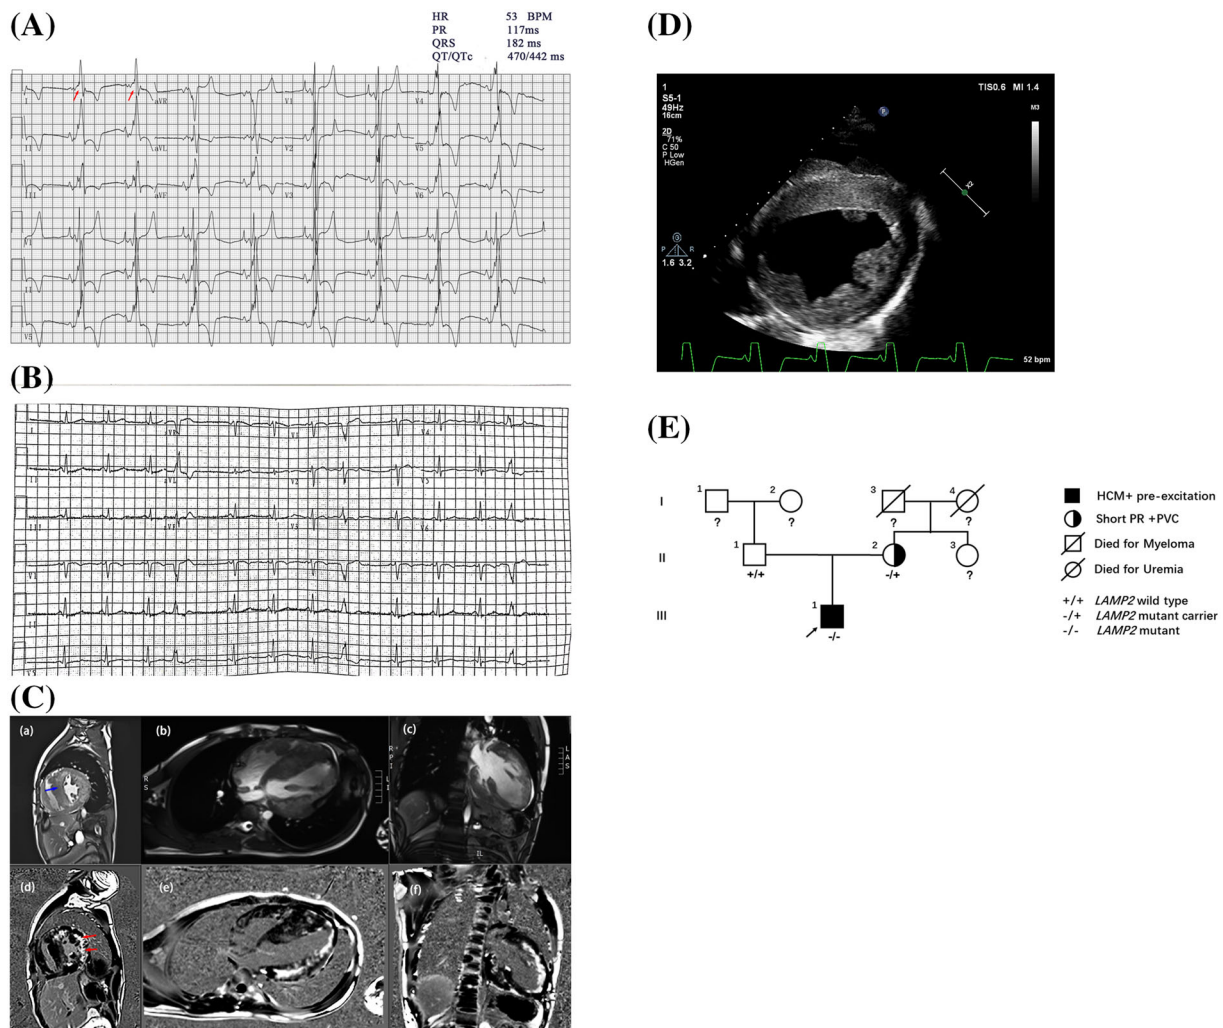 (A)
HR 53 BPM
PR 117ms
QRS 182 ms
QT/QTc 470/442 ms
I aVR V1 V4
II aVL V2 V5
III aVF V3 V6
V1
II
V5
(B)
I aVR V1 V4
II aVL V2 V5
III aVF V3 V6
V1
II
V5
(C)
(a) (b) (c)
R P I
L A S
R S
L I
IL
(d) (e) (f)
(D)
1
S5-1
49Hz
16cm
2D
71%
C 50
P Low
HGen
TIS0.6 MI 1.4
M3
x2
P R
1.6 3.2
52 bpm
(E)
I 1 2 3 4
? ? ? ?
II 1 2 3
+/+ -/+ ?
III 1
-/-
HCM+ pre-excitation
Short PR +PVC
Died for Myeloma
Died for Uremia
+/+ LAMP2 wild type
-/+ LAMP2 mutant carrier
-/- LAMP2 mutant